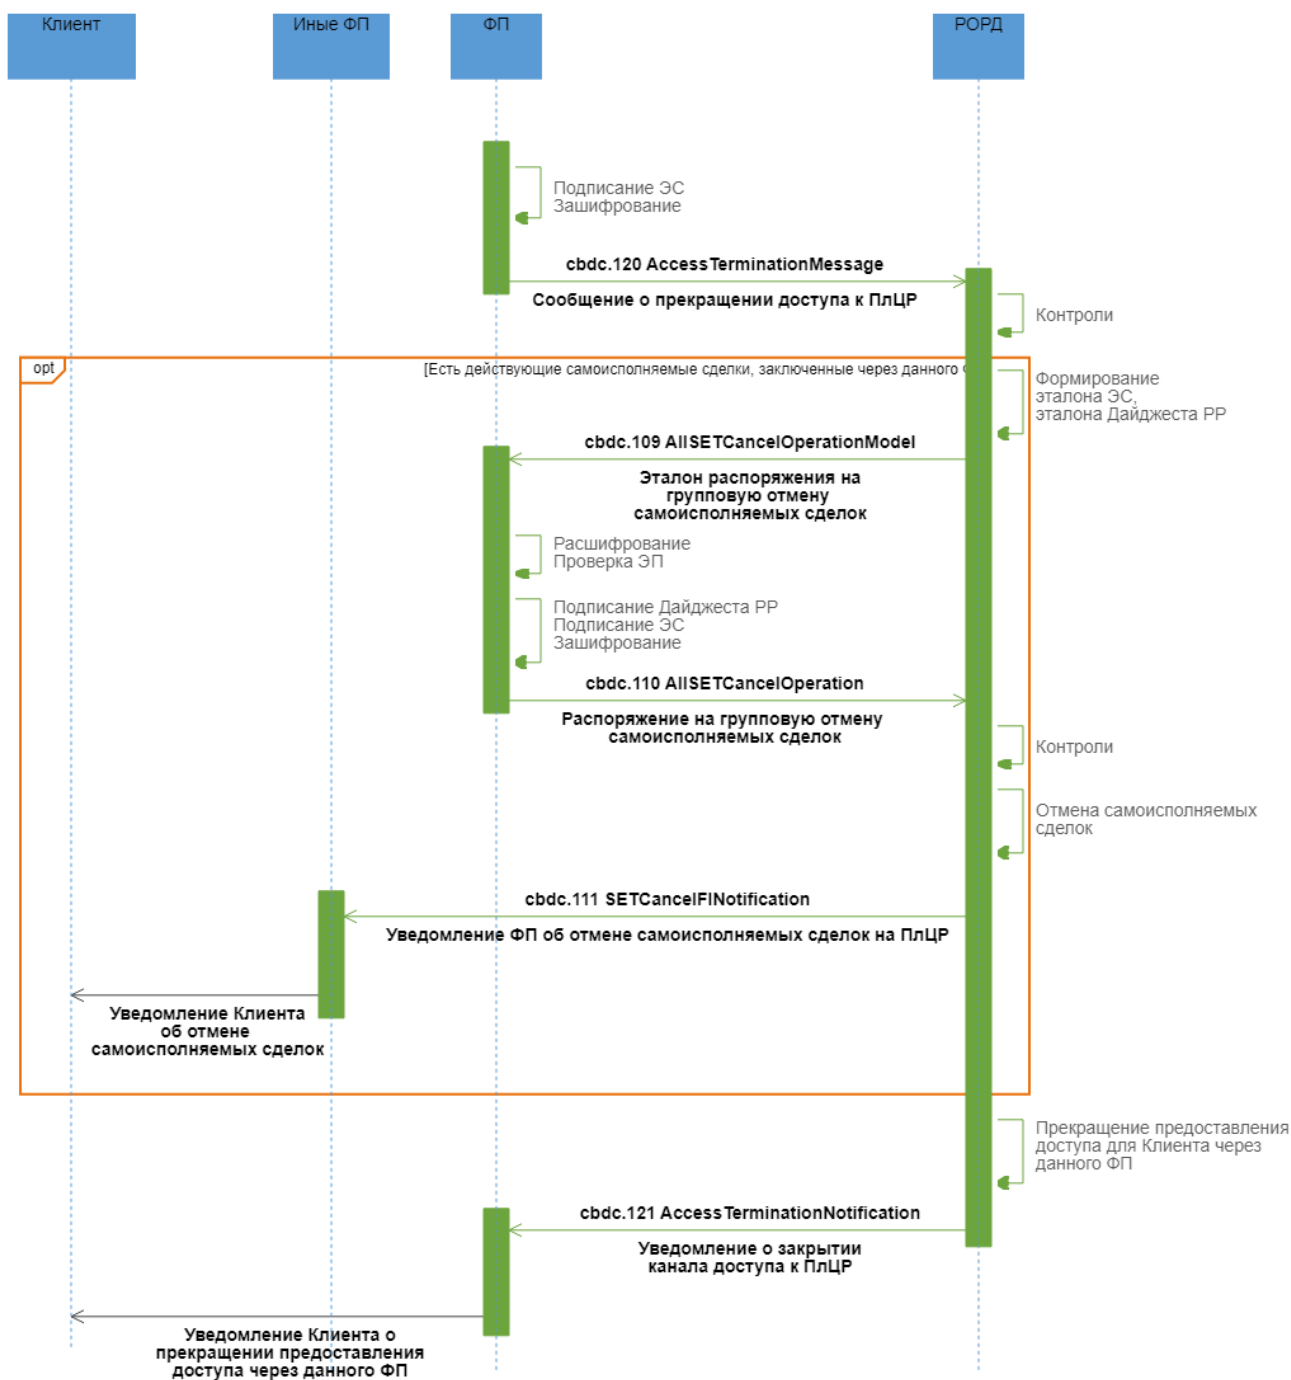 Клиент
Иные ФП
ФП
РОРД
Подписание ЭС
Зашифрование
cbdc.120 AccessTerminationMessage
Сообщение о прекращении доступа к ПлЦР
Контроли
opt
[Есть действующие самоисполняемые сделки, заключенные через данного
Формирование
эталона ЭС,
эталона Дайджеста РР
cbdc.109 AllSETCancelOperationModel
Эталон распоряжения на
групповую отмену
самоисполняемых сделок
Расшифрование
Проверка ЭП
Подписание Дайджеста РР
Подписание ЭС
Зашифрование
cbdc.110 AllSETCancelOperation
Распоряжение на групповую отмену
самоисполняемых сделок
Контроли
Отмена самоисполняемых
сделок
cbdc.111 SETCancelFINotification
Уведомление ФП об отмене самоисполняемых сделок на ПлЦР
Уведомление Клиента
об отмене
самоисполняемых сделок
Прекращение предоставления
доступа для Клиента через
данного ФП
cbdc.121 AccessTerminationNotification
Уведомление о закрытии
канала доступа к ПлЦР
Уведомление Клиента о
прекращении предоставления
доступа через данного ФП